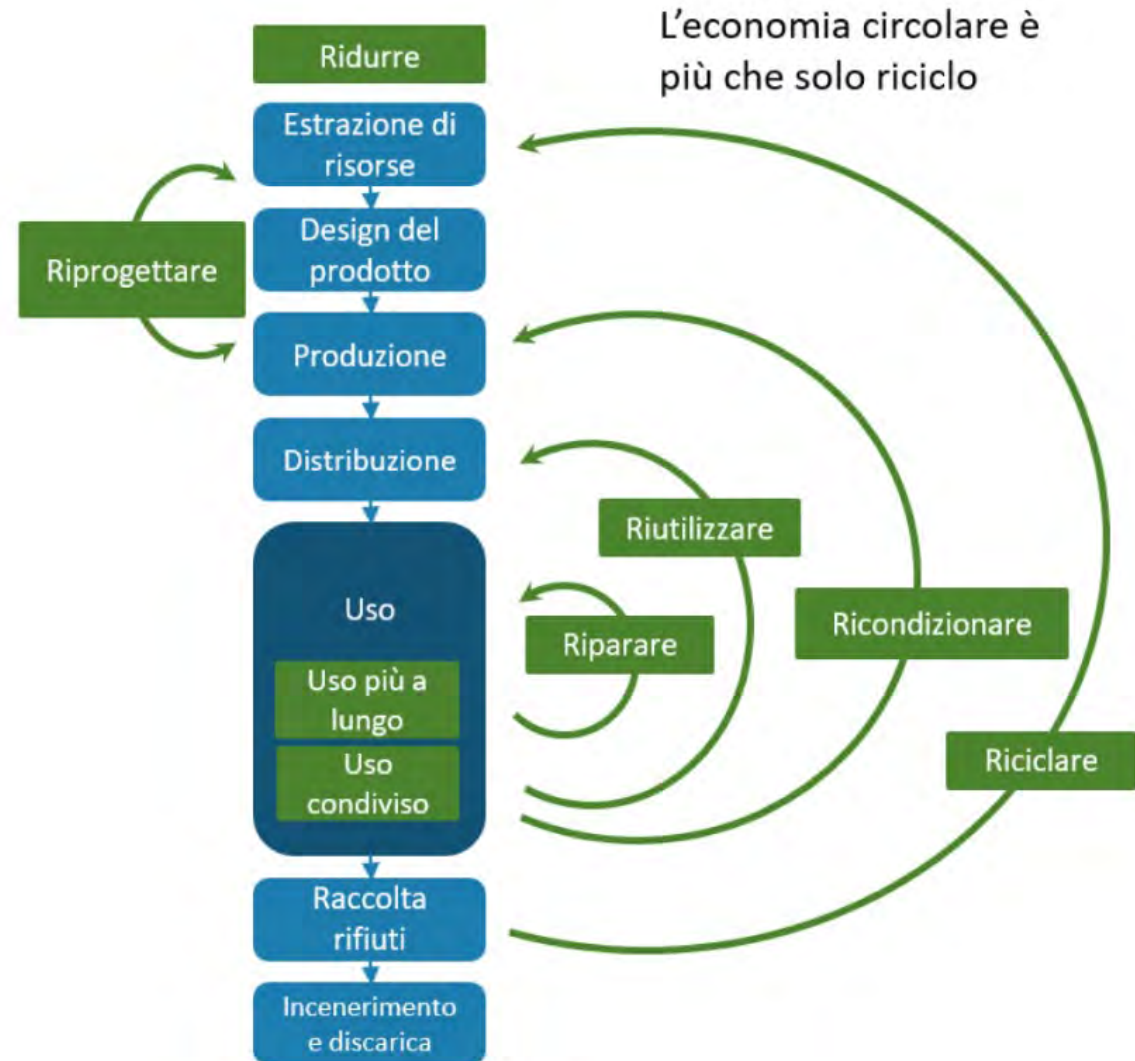 L'economia circolare è
più che solo riciclo
Ridurre
Estrazione di
risorse
Design del
prodotto
Riprogettare
Produzione
Distribuzione
Riutilizzare
Uso
Riparare
Ricondizionare
Uso più a
lungo
Uso
condiviso
Riciclare
Raccolta
rifiuti
Incenerimento
e discarica